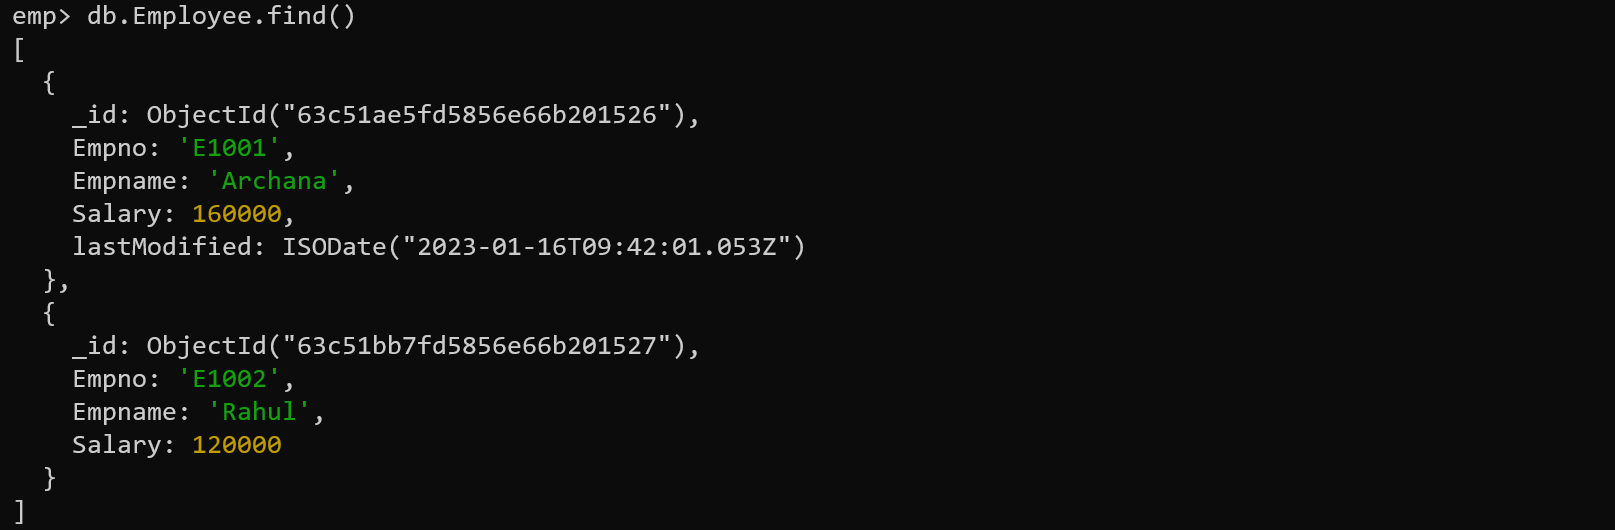 emp> db.Employee.find()
[
  {
    _id: ObjectId("63c51ae5fd5856e66b201526"),
    Empno: 'E1001',
    Empname: 'Archana',
    Salary: 160000,
    lastModified: ISODate("2023-01-16T09:42:01.053Z")
  },
  {
    _id: ObjectId("63c51bb7fd5856e66b201527"),
    Empno: 'E1002',
    Empname: 'Rahul',
    Salary: 120000
  }
]